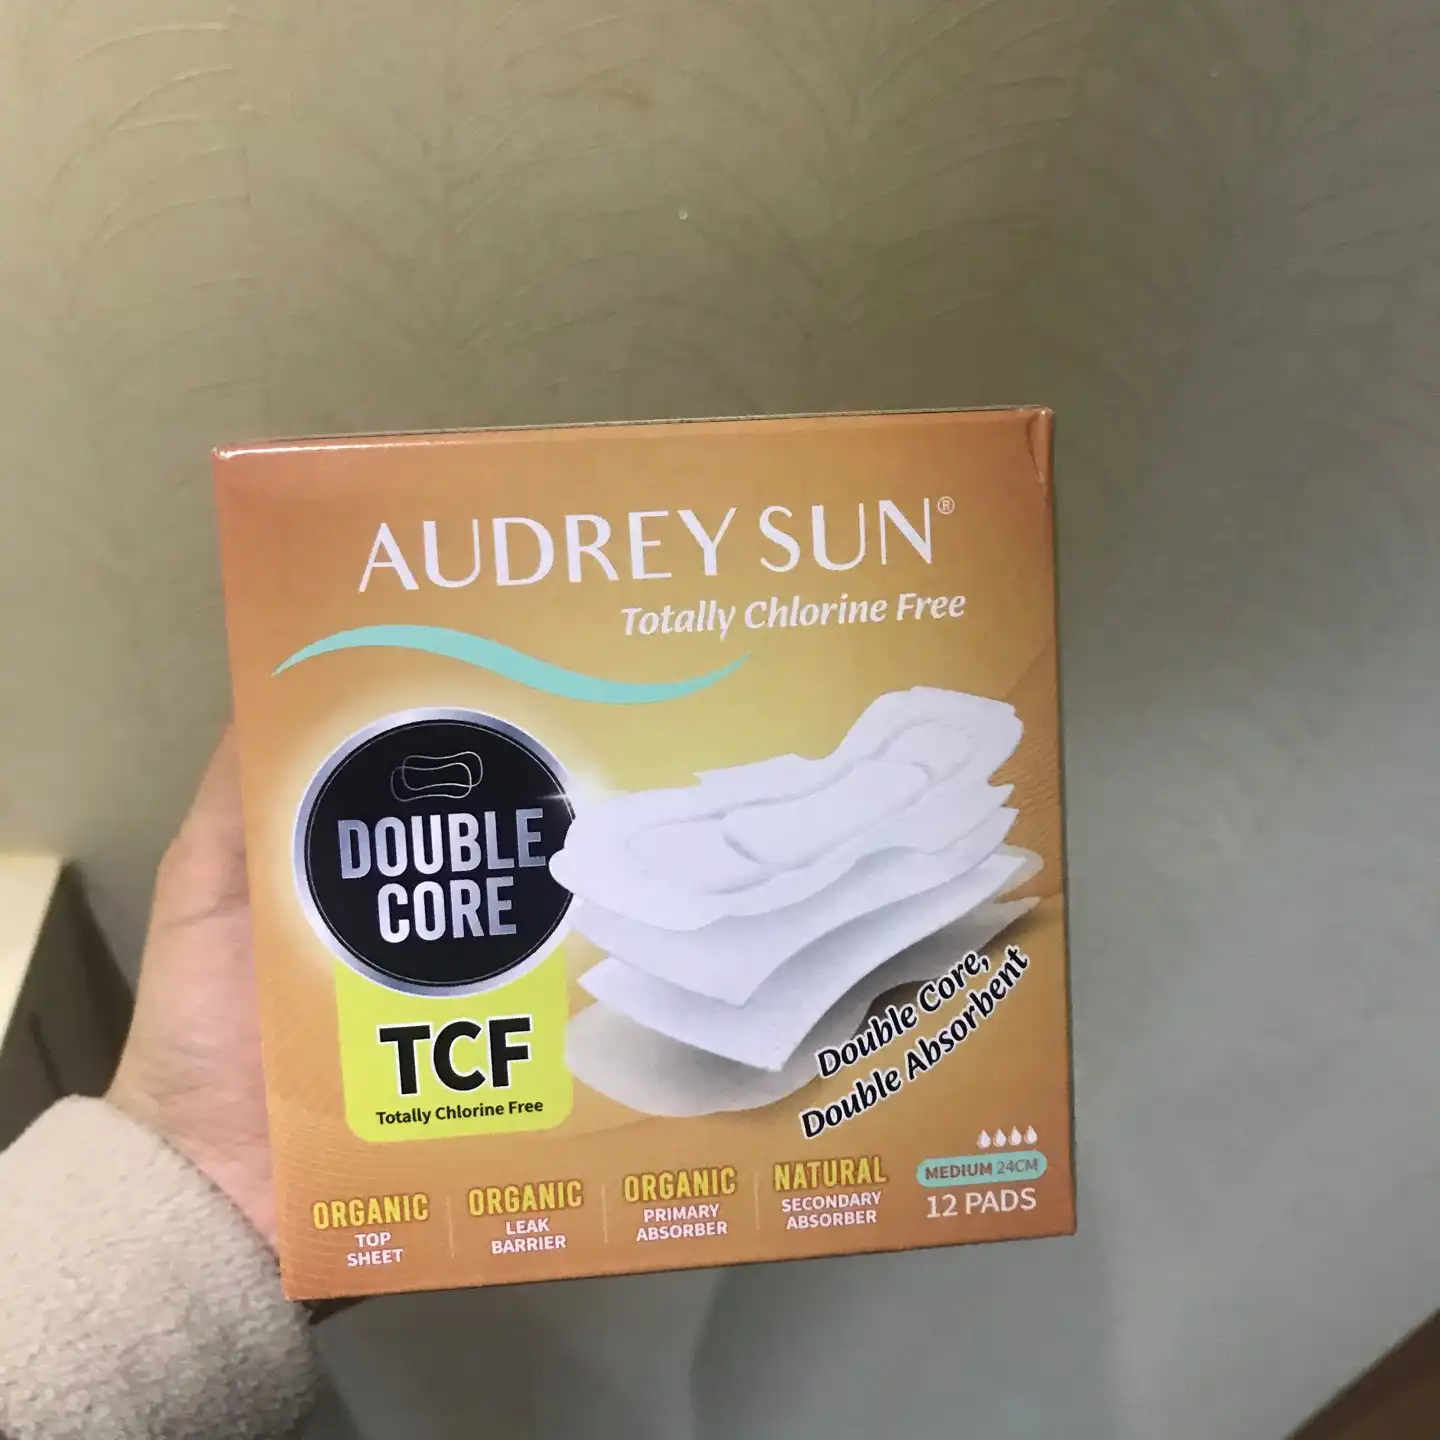 AUDREY SUN®
Totally Chlorine Free
DOUBLE
CORE
TCF
Totally Chlorine Free
Double Core,
Double Absorbent
ORGANIC
TOP
SHEET
ORGANIC
LEAK
BARRIER
ORGANIC
PRIMARY
ABSORBER
NATURAL
SECONDARY
ABSORBER
MEDIUM 24CM
12 PADS